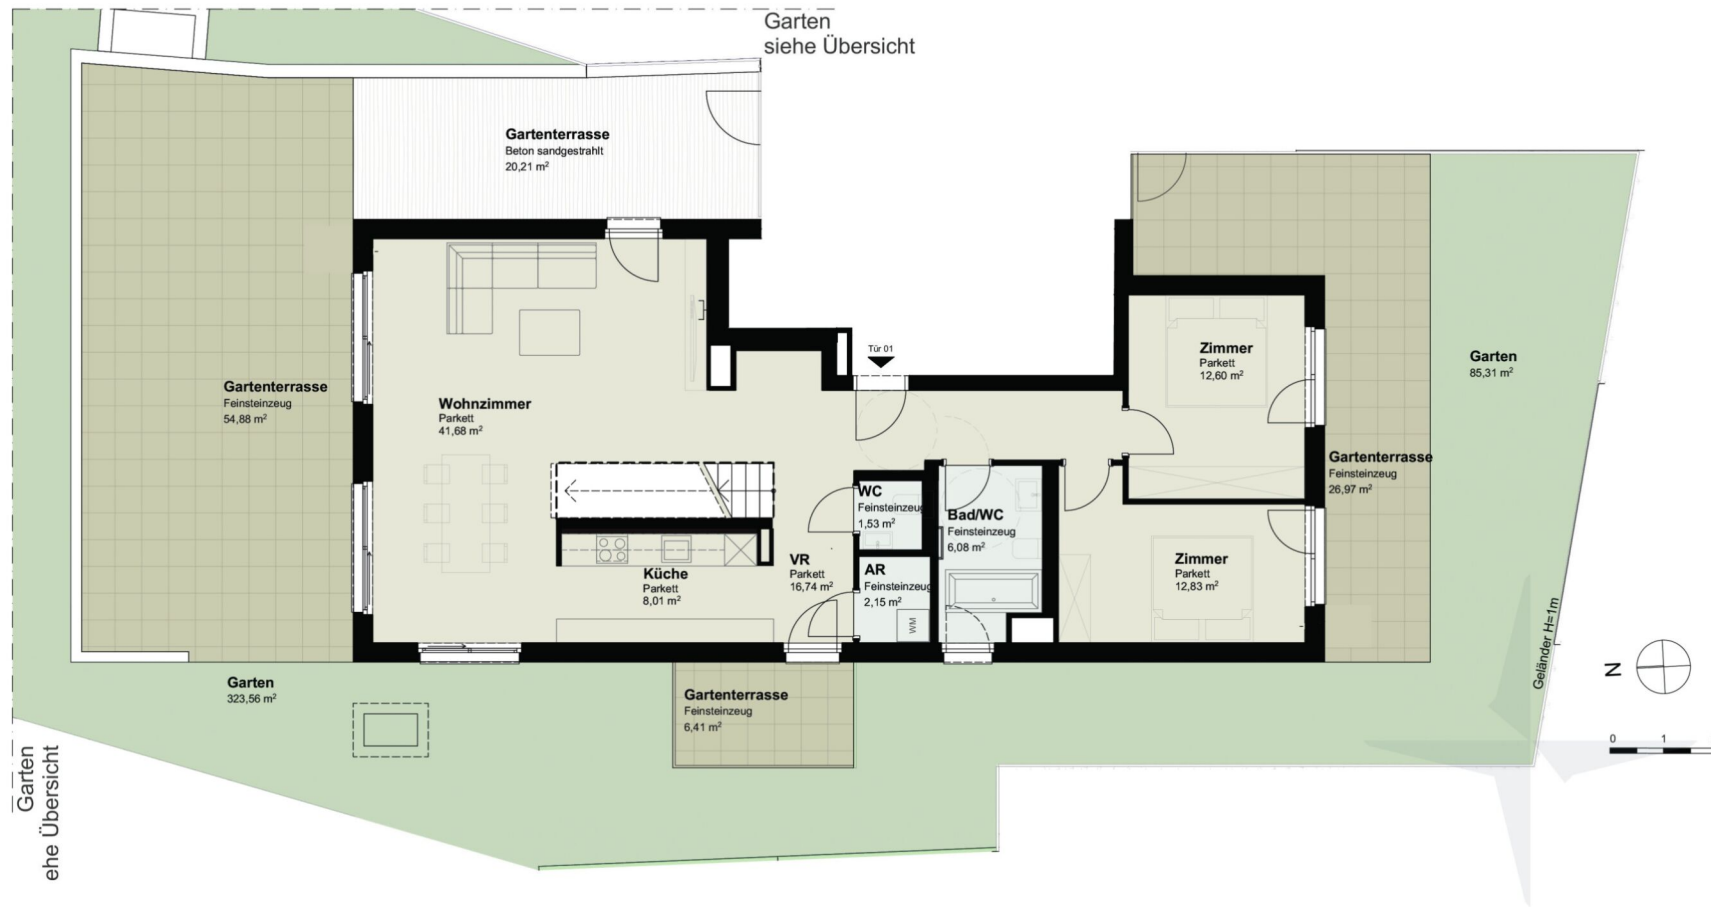 Garten
siehe Übersicht
Gartenterrasse
Beton sandgestrahlt
20,21 m²
Tür 01
Zimmer
Parkett
12,60 m²
Garten
85,31 m²
Gartenterrasse
Feinsteinzeug
54,88 m²
Wohnzimmer
Parkett
41,68 m²
Gartenterrasse
Feinsteinzeug
26,97 m²
WC
Feinsteinzeug
1,53 m²
Bad/WC
Feinsteinzeug
6,08 m²
Küche
Parkett
8,01 m²
VR
Parkett
16,74 m²
AR
Feinsteinzeug
2,15 m²
WM
Zimmer
Parkett
12,83 m²
Geländer H=1m
N
Garten
323,56 m²
Gartenterrasse
Feinsteinzeug
6,41 m²
0 1
Garten
ehe Übersicht